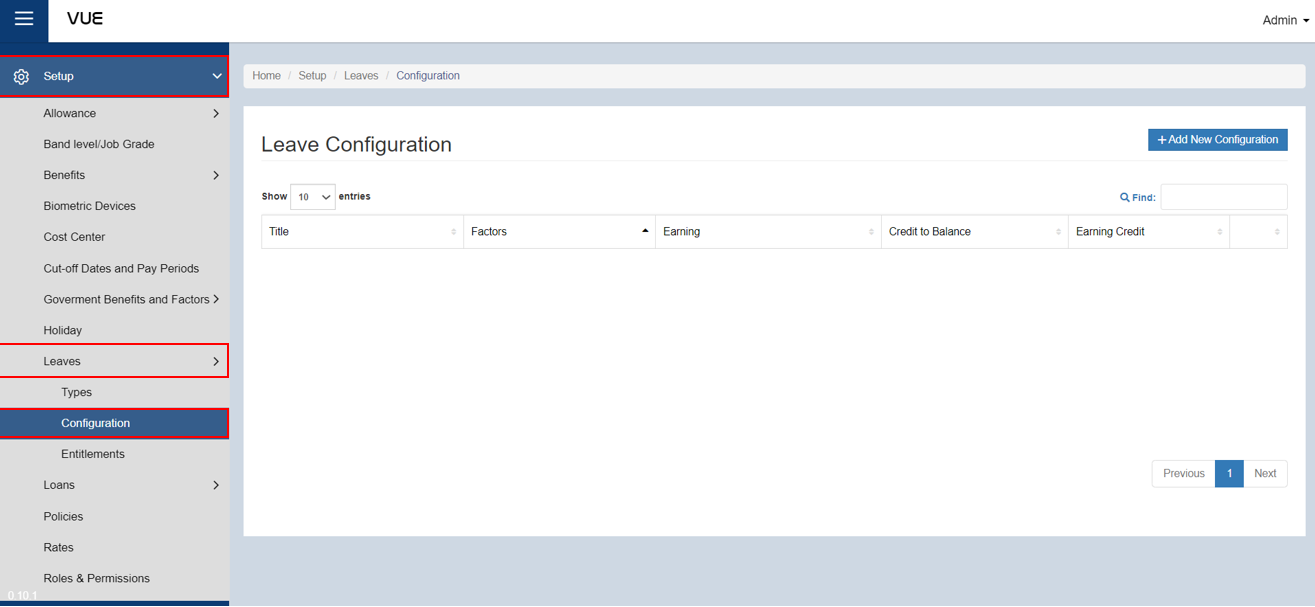 VUE
Admin
Setup
Allowance
Band level/Job Grade
Benefits
Biometric Devices
Cost Center
Cut-off Dates and Pay Periods
Goverment Benefits and Factors
Holiday
Leaves
Types
Configuration
Entitlements
Loans
Policies
Rates
Roles & Permissions
0.10.1
Home / Setup / Leaves / Configuration
Leave Configuration
+ Add New Configuration
Show 10 entries
Find:
Title Factors Earning Credit to Balance Earning Credit
Previous 1 Next